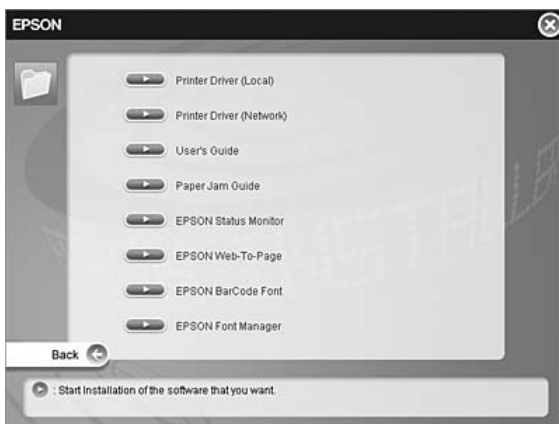 EPSON
Printer Driver (Local)
Printer Driver (Network)
User's Guide
Paper Jam Guide
EPSON Status Monitor
EPSON Web-To-Page
EPSON BarCode Font
EPSON Font Manager
Back
: Start Installation of the software that you want.